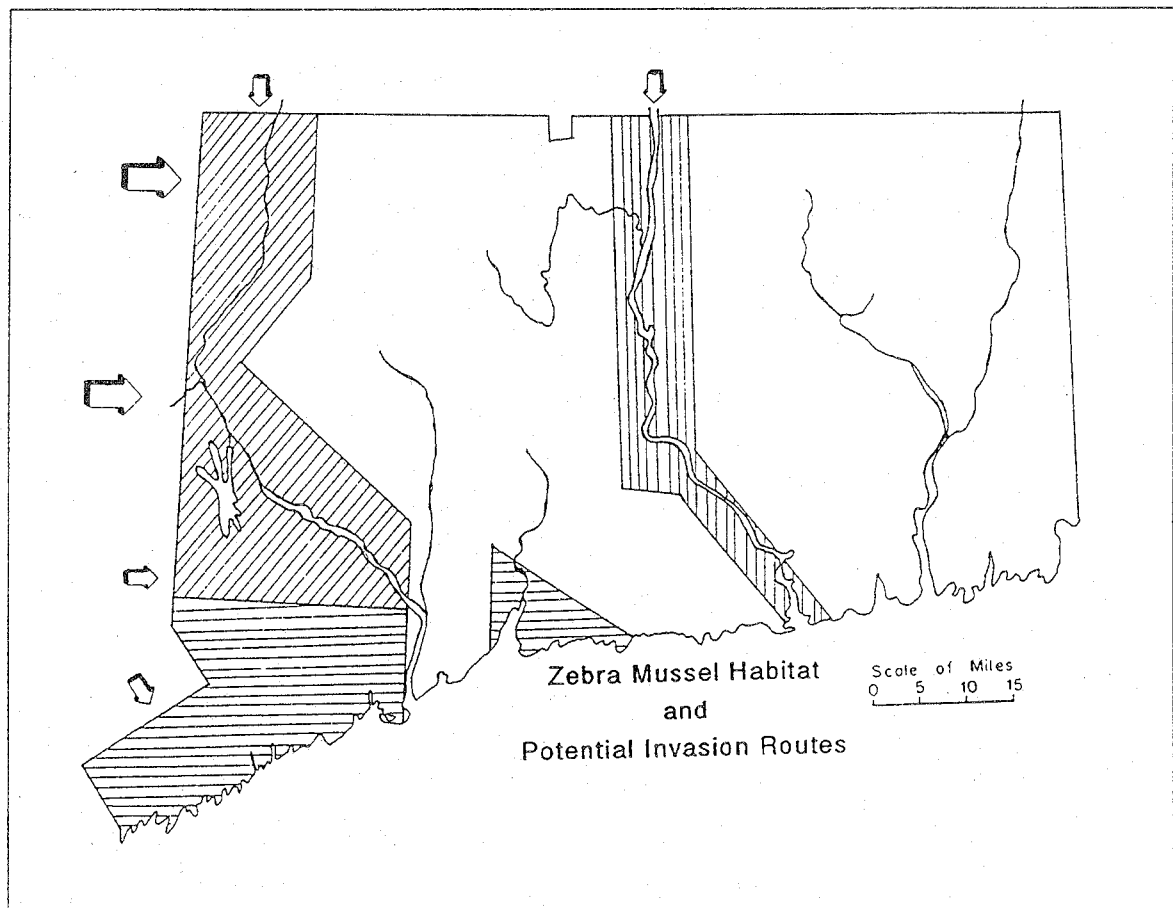 Zebra Mussel Habitat
and
Potential Invasion Routes
Scale of Miles
0 5 10 15